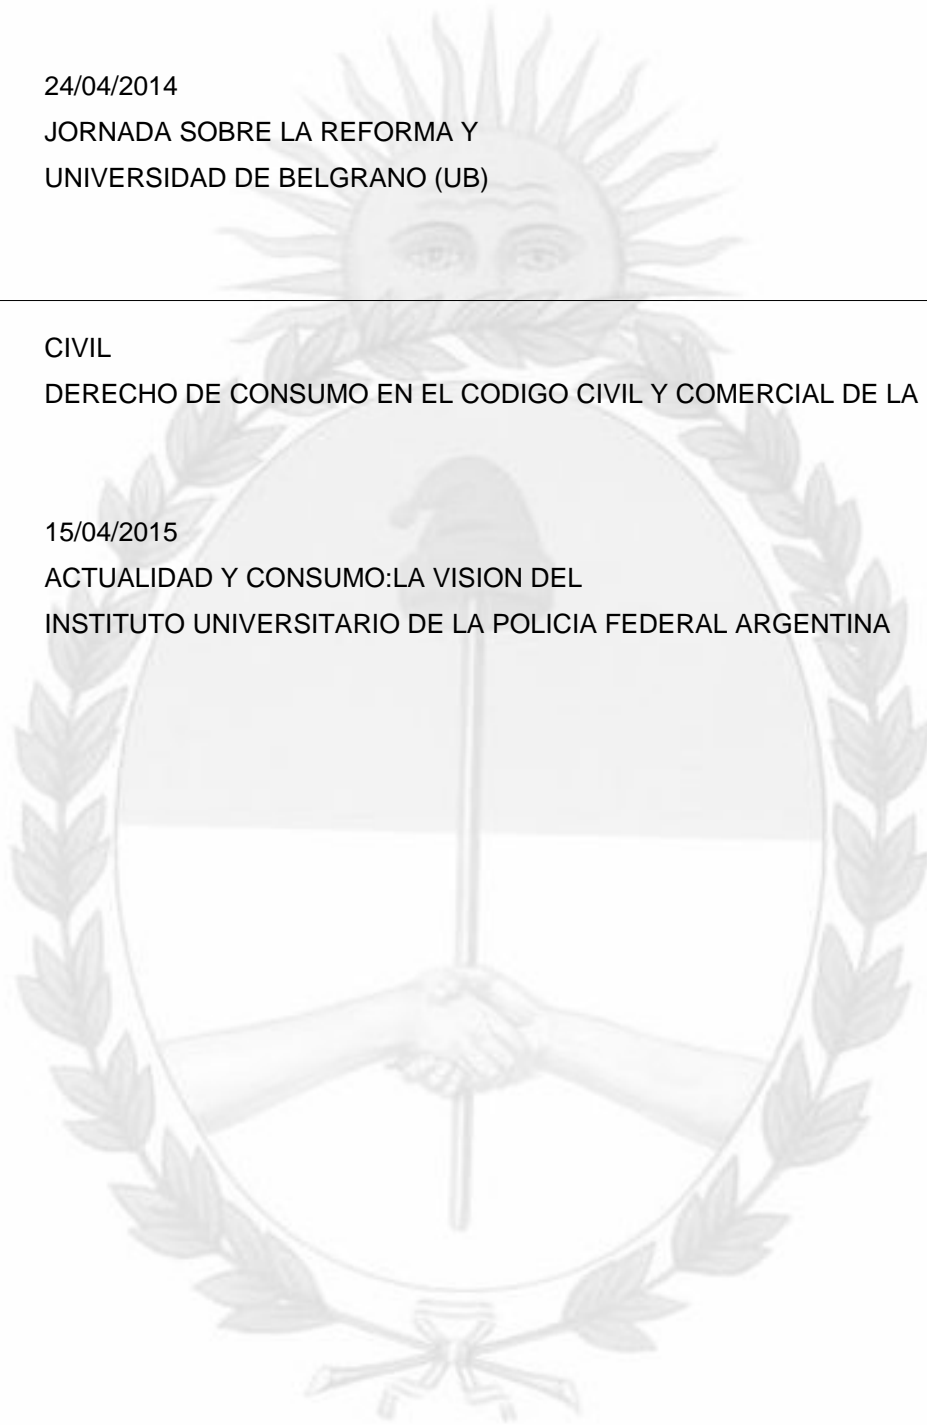 24/04/2014
JORNADA SOBRE LA REFORMA Y
UNIVERSIDAD DE BELGRANO (UB)
CIVIL
DERECHO DE CONSUMO EN EL CODIGO CIVIL Y COMERCIAL DE LA
15/04/2015
ACTUALIDAD Y CONSUMO:LA VISION DEL
INSTITUTO UNIVERSITARIO DE LA POLICIA FEDERAL ARGENTINA